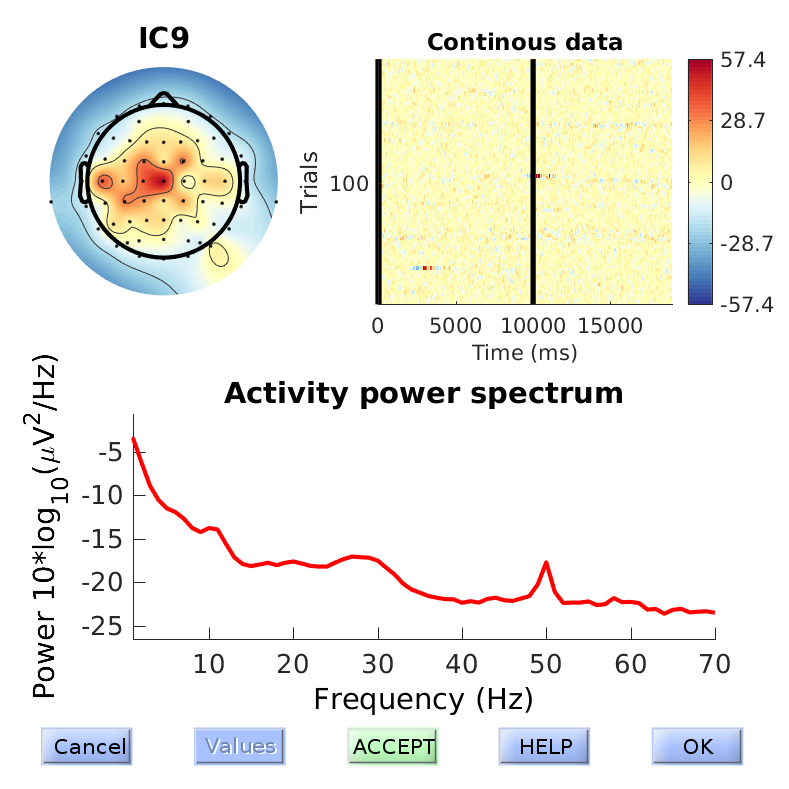 IC9
Continous data
Trials
100
0
5000
10000
15000
Time (ms)
57.4
28.7
0
-28.7
-57.4
Activity power spectrum
Power 10*log10(μV2/Hz)
-5
-10
-15
-20
-25
10
20
30
40
50
60
70
Frequency (Hz)
Cancel
Values
ACCEPT
HELP
OK